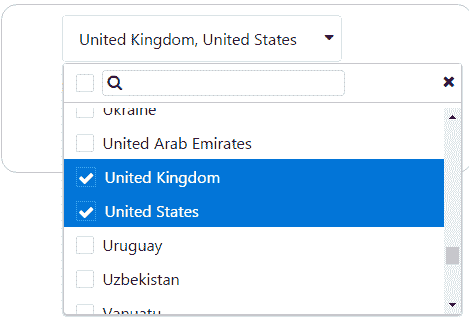 United Kingdom, United States
Ukraine
United Arab Emirates
United Kingdom
United States
Uruguay
Uzbekistan
Vanuatu